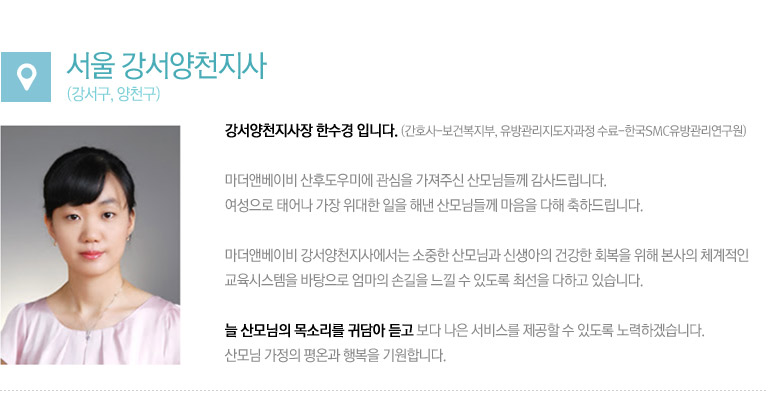 서울 강서양천지사
(강서구, 양천구)
강서양천지사장 한수경 입니다. (간호사-보건복지부, 유방관리지도자과정 수료-한국SMC유방관리연구원)
마더앤베이비 산후도우미에 관심을 가져주신 산모님들께 감사드립니다.
여성으로 태어나 가장 위대한 일을 해낸 산모님들께 마음을 다해 축하드립니다.
마더앤베이비 강서양천지사에서는 소중한 산모님과 신생아의 건강한 회복을 위해 본사의 체계적인
교육시스템을 바탕으로 엄마의 손길을 느낄 수 있도록 최선을 다하고 있습니다.
늘 산모님의 목소리를 귀담아 듣고 보다 나은 서비스를 제공할 수 있도록 노력하겠습니다.
산모님 가정의 평온과 행복을 기원합니다.